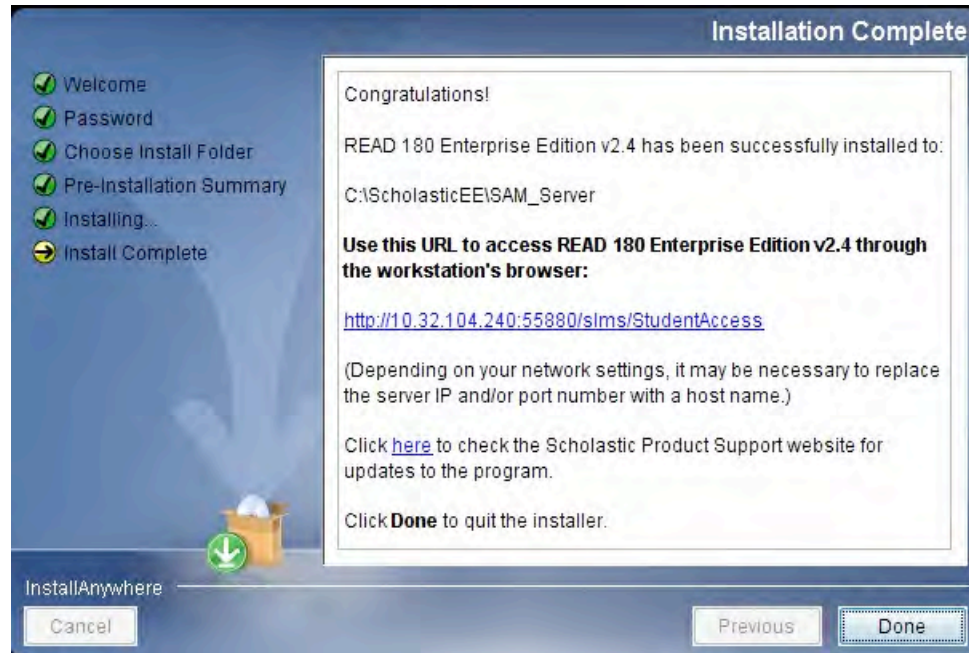 Installation Complete
Welcome
Password
Choose Install Folder
Pre-Installation Summary
Installing...
Install Complete
Congratulations!
READ 180 Enterprise Edition v2.4 has been successfully installed to:
C:\ScholasticEE\SAM_Server
Use this URL to access READ 180 Enterprise Edition v2.4 through
the workstation's browser:
http://10.32.104.240:55880/slms/StudentAccess
(Depending on your network settings, it may be necessary to replace
the server IP and/or port number with a host name.)
Click here to check the Scholastic Product Support website for
updates to the program.
Click Done to quit the installer.
InstallAnywhere
Cancel
Previous
Done